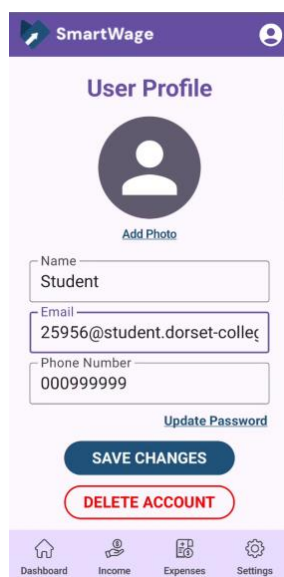 SmartWage
User Profile
Add Photo
Name
Student
Email
25956@student.dorset-colleg
Phone Number
000999999
Update Password
SAVE CHANGES
DELETE ACCOUNT
Dashboard Income Expenses Settings